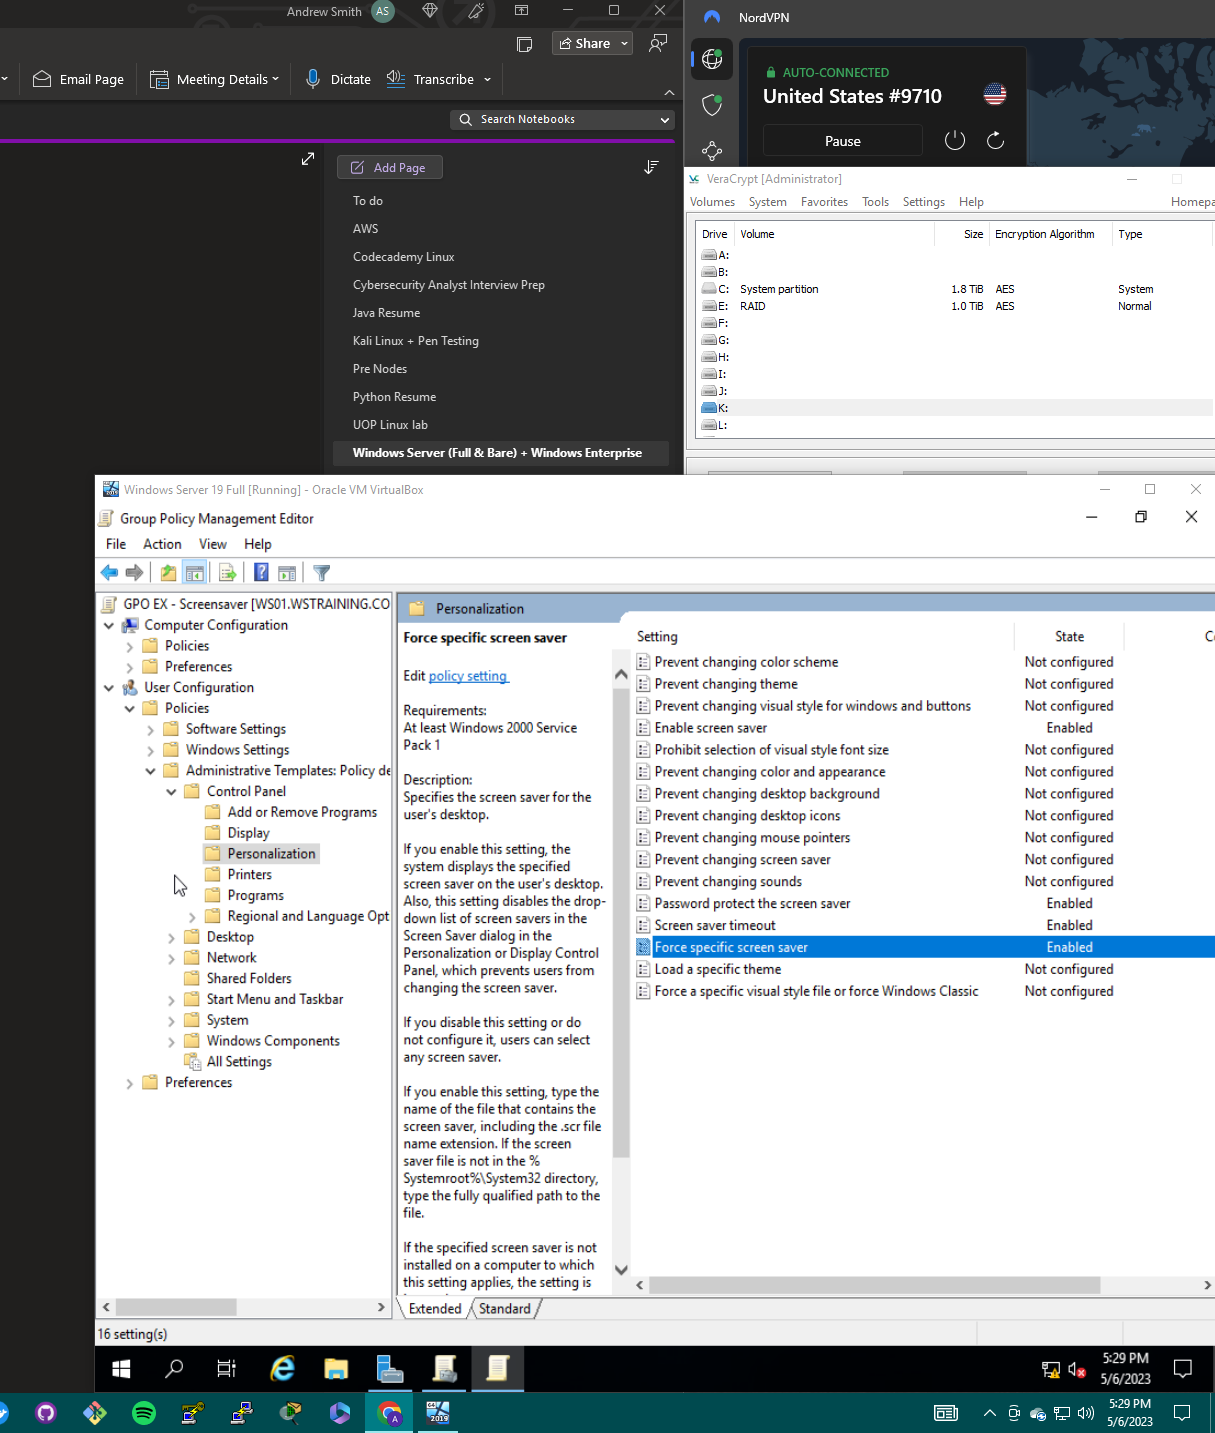 Andrew Smith AS
Share
Email Page
Meeting Details
Dictate
Transcribe
Search Notebooks
Add Page
To do
AWS
Codecademy Linux
Cybersecurity Analyst Interview Prep
Java Resume
Kali Linux + Pen Testing
Pre Nodes
Python Resume
UOP Linux lab
Windows Server (Full & Bare) + Windows Enterprise
NordVPN
AUTO-CONNECTED
United States #9710
Pause
VeraCrypt [Administrator]
Volumes System Favorites Tools Settings Help Homepa
Drive Volume Size Encryption Algorithm Type
A:
B:
C: System partition 1.8 TiB AES System
E: RAID 1.0 TiB AES Normal
F:
G:
H:
I:
J:
K:
L:
Windows Server 19 Full [Running] - Oracle VM VirtualBox
Group Policy Management Editor
File Action View Help
GPO EX - Screensaver [WS01.WSTRAINING.CO
Computer Configuration
Policies
Preferences
User Configuration
Policies
Software Settings
Windows Settings
Administrative Templates: Policy de
Control Panel
Add or Remove Programs
Display
Personalization
Printers
Programs
Regional and Language Opt
Desktop
Network
Shared Folders
Start Menu and Taskbar
System
Windows Components
All Settings
Preferences
Personalization
Force specific screen saver
Edit policy setting
Requirements:
At least Windows 2000 Service
Pack 1
Description:
Specifies the screen saver for the
user's desktop.
If you enable this setting, the
system displays the specified
screen saver on the user's desktop.
Also, this setting disables the drop-
down list of screen savers in the
Screen Saver dialog in the
Personalization or Display Control
Panel, which prevents users from
changing the screen saver.
If you disable this setting or do
not configure it, users can select
any screen saver.
If you enable this setting, type the
name of the file that contains the
screen saver, including the .scr file
name extension. If the screen
saver file is not in the %
Systemroot%\System32 directory,
type the fully qualified path to the
file.
If the specified screen saver is not
installed on a computer to which
this setting applies, the setting is
Setting State C
Prevent changing color scheme Not configured
Prevent changing theme Not configured
Prevent changing visual style for windows and buttons Not configured
Enable screen saver Enabled
Prohibit selection of visual style font size Not configured
Prevent changing color and appearance Not configured
Prevent changing desktop background Not configured
Prevent changing desktop icons Not configured
Prevent changing mouse pointers Not configured
Prevent changing screen saver Not configured
Prevent changing sounds Not configured
Password protect the screen saver Enabled
Screen saver timeout Enabled
Force specific screen saver Enabled
Load a specific theme Not configured
Force a specific visual style file or force Windows Classic Not configured
Extended Standard
16 setting(s)
5:29 PM
5/6/2023
5:29 PM
5/6/2023